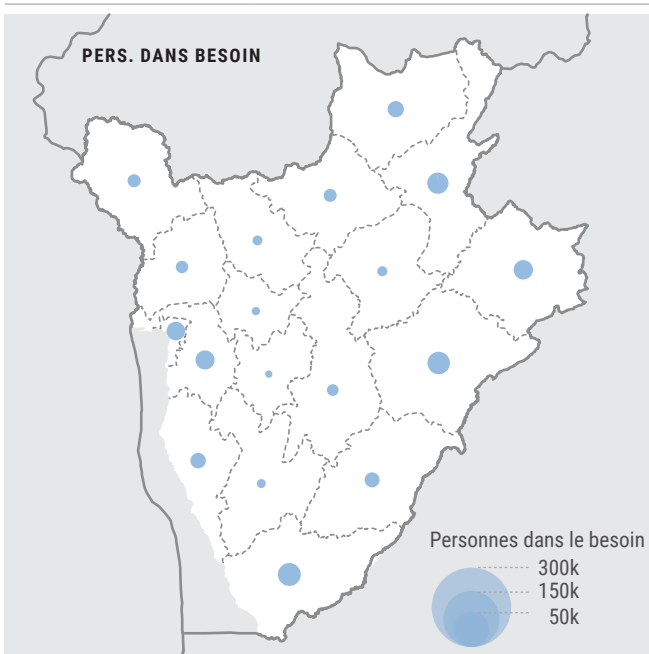 PERS. DANS BESOIN
Personnes dans le besoin
300k
150k
50k